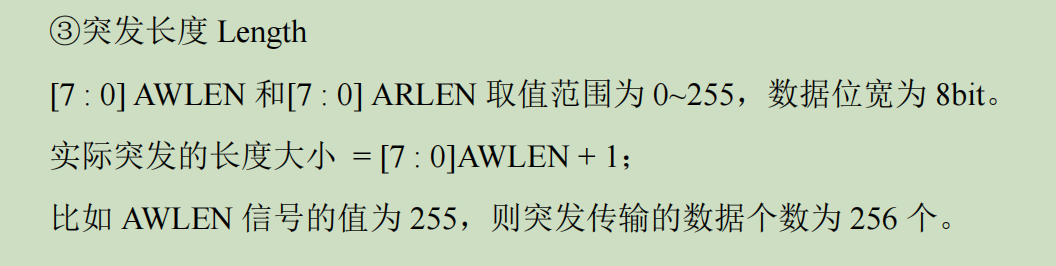 ③突发长度 Length
[7 : 0] AWLEN 和[7 : 0] ARLEN 取值范围为 0~255，数据位宽为 8bit。
实际突发的长度大小 = [7 : 0]AWLEN + 1；
比如 AWLEN 信号的值为 255，则突发传输的数据个数为 256 个。